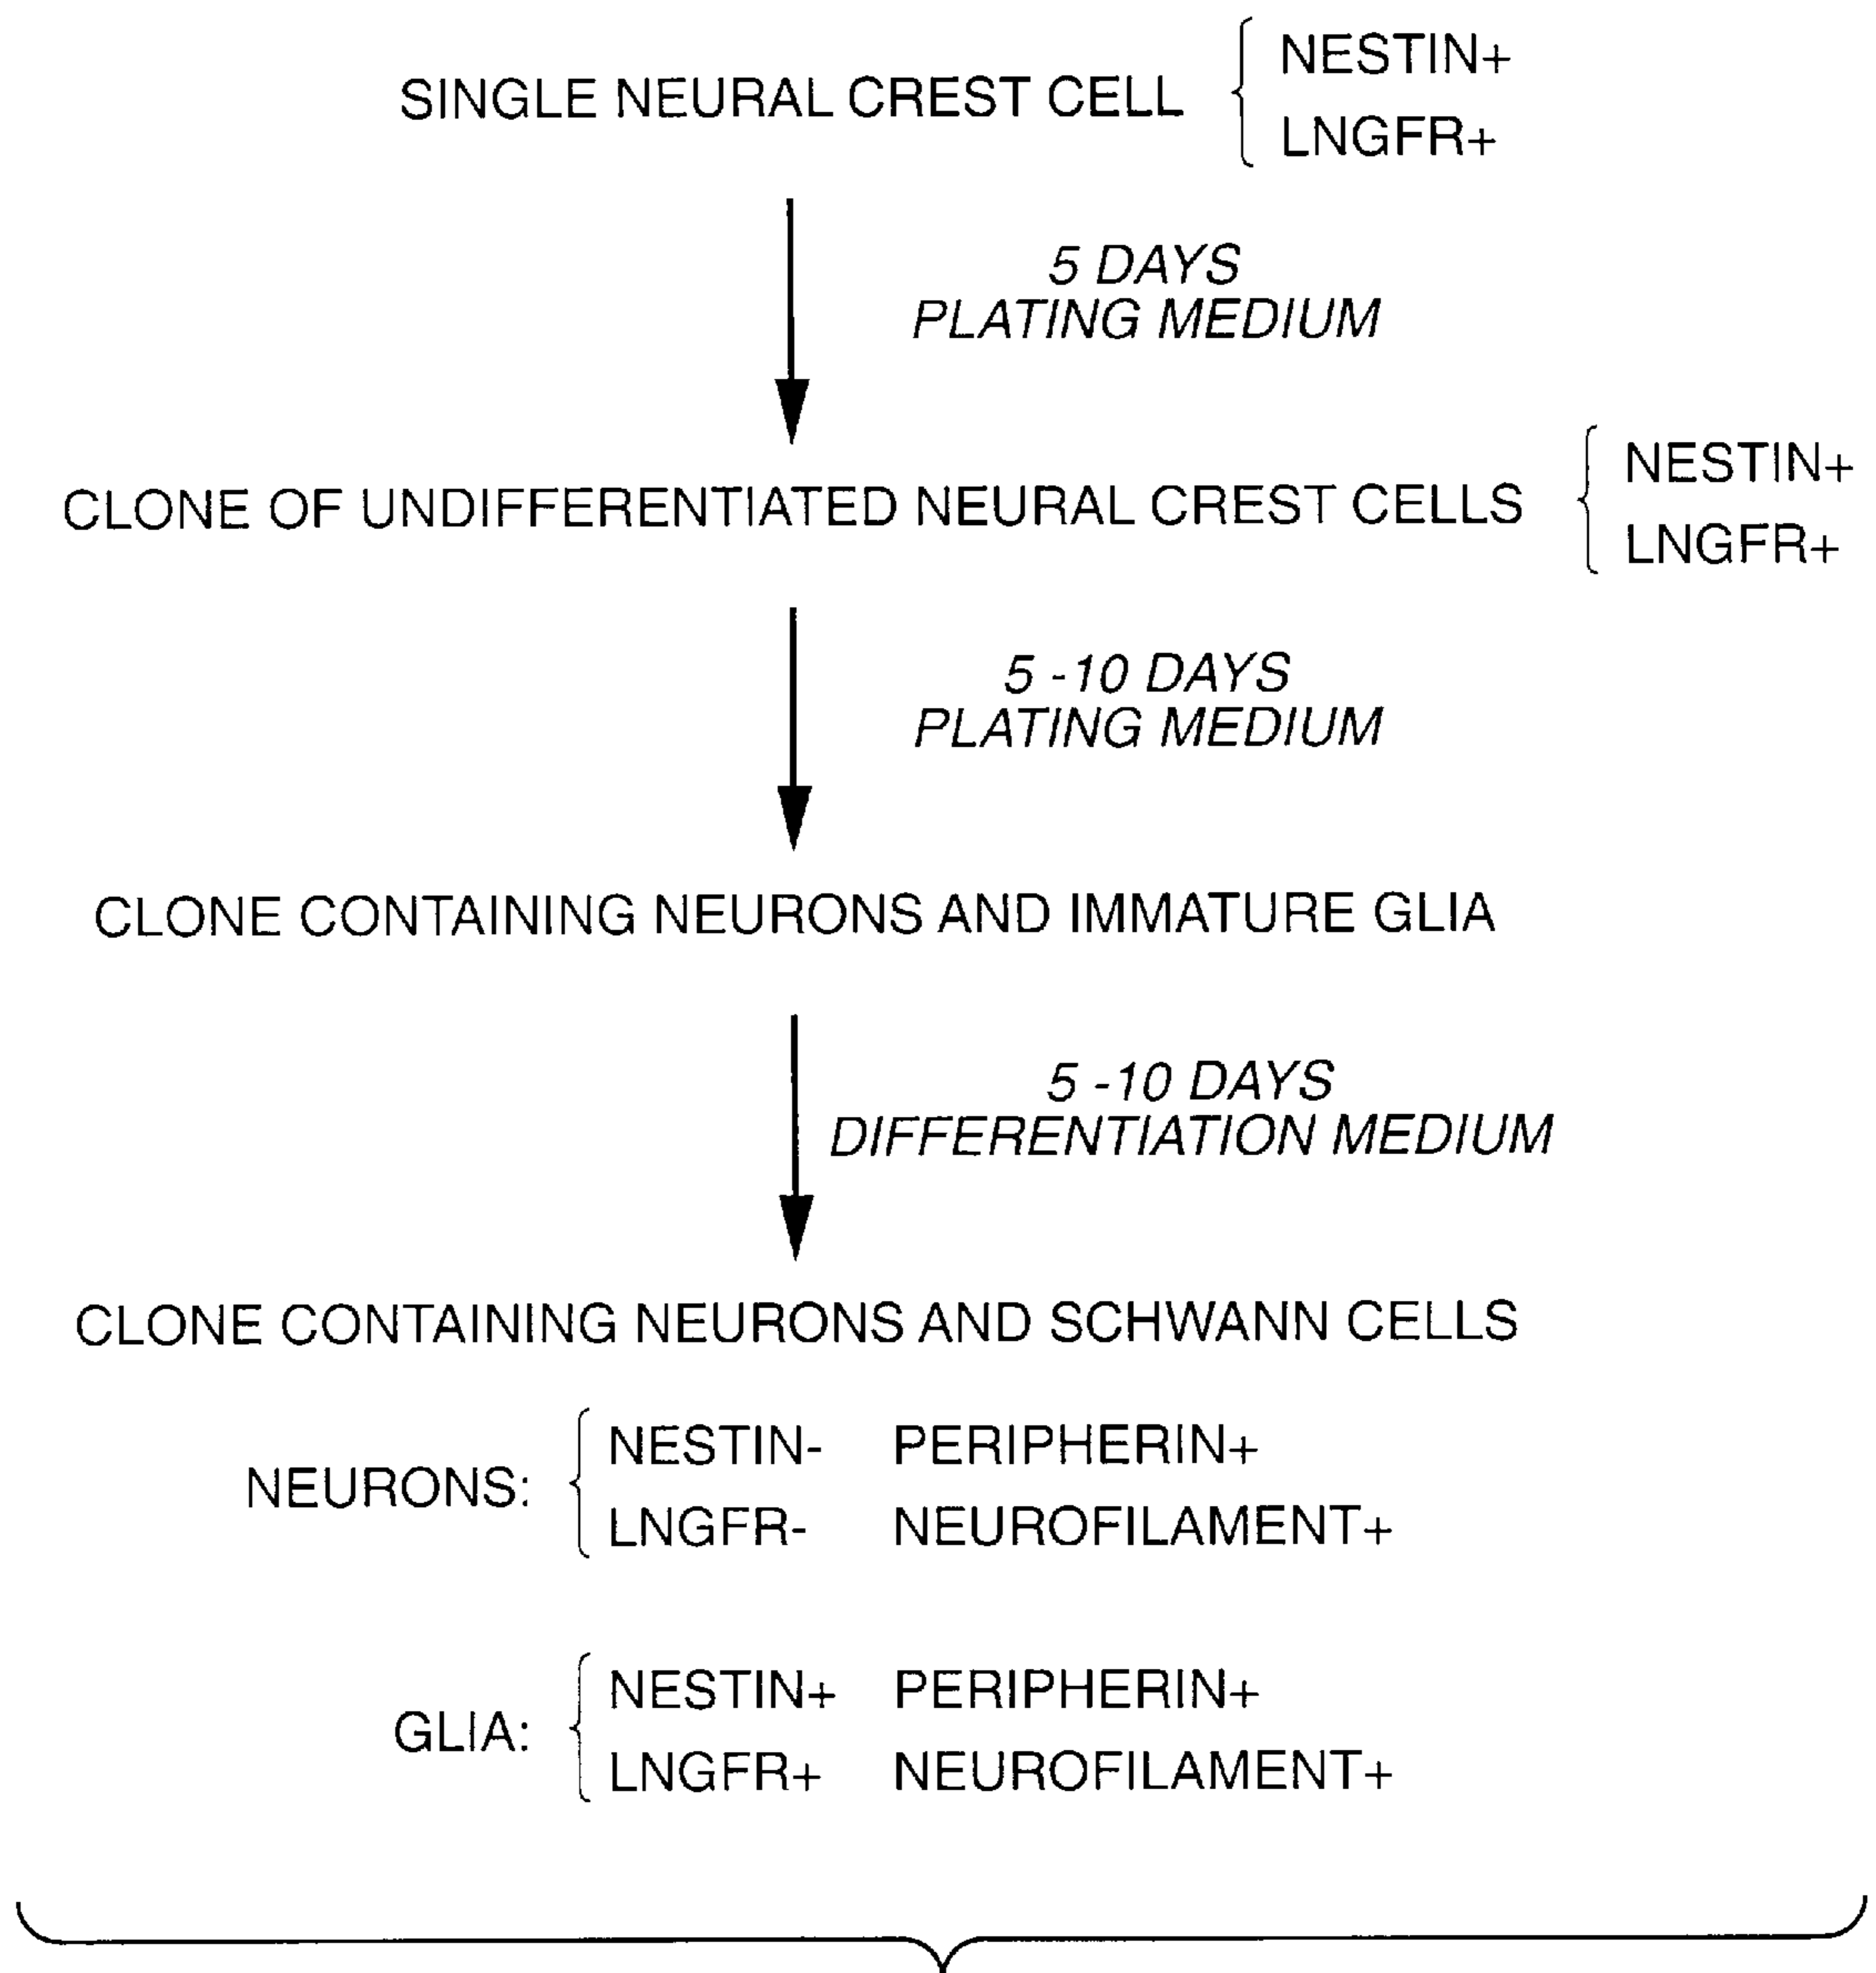 SINGLE NEURAL CREST CELL
NESTIN+
LNGFR+
5 DAYS
PLATING MEDIUM
CLONE OF UNDIFFERENTIATED NEURAL CREST CELLS
NESTIN+
LNGFR+
5 -10 DAYS
PLATING MEDIUM
CLONE CONTAINING NEURONS AND IMMATURE GLIA
5 -10 DAYS
DIFFERENTIATION MEDIUM
CLONE CONTAINING NEURONS AND SCHWANN CELLS
NEURONS:
NESTIN- PERIPHERIN+
LNGFR- NEUROFILAMENT+
GLIA:
NESTIN+ PERIPHERIN+
LNGFR+ NEUROFILAMENT+